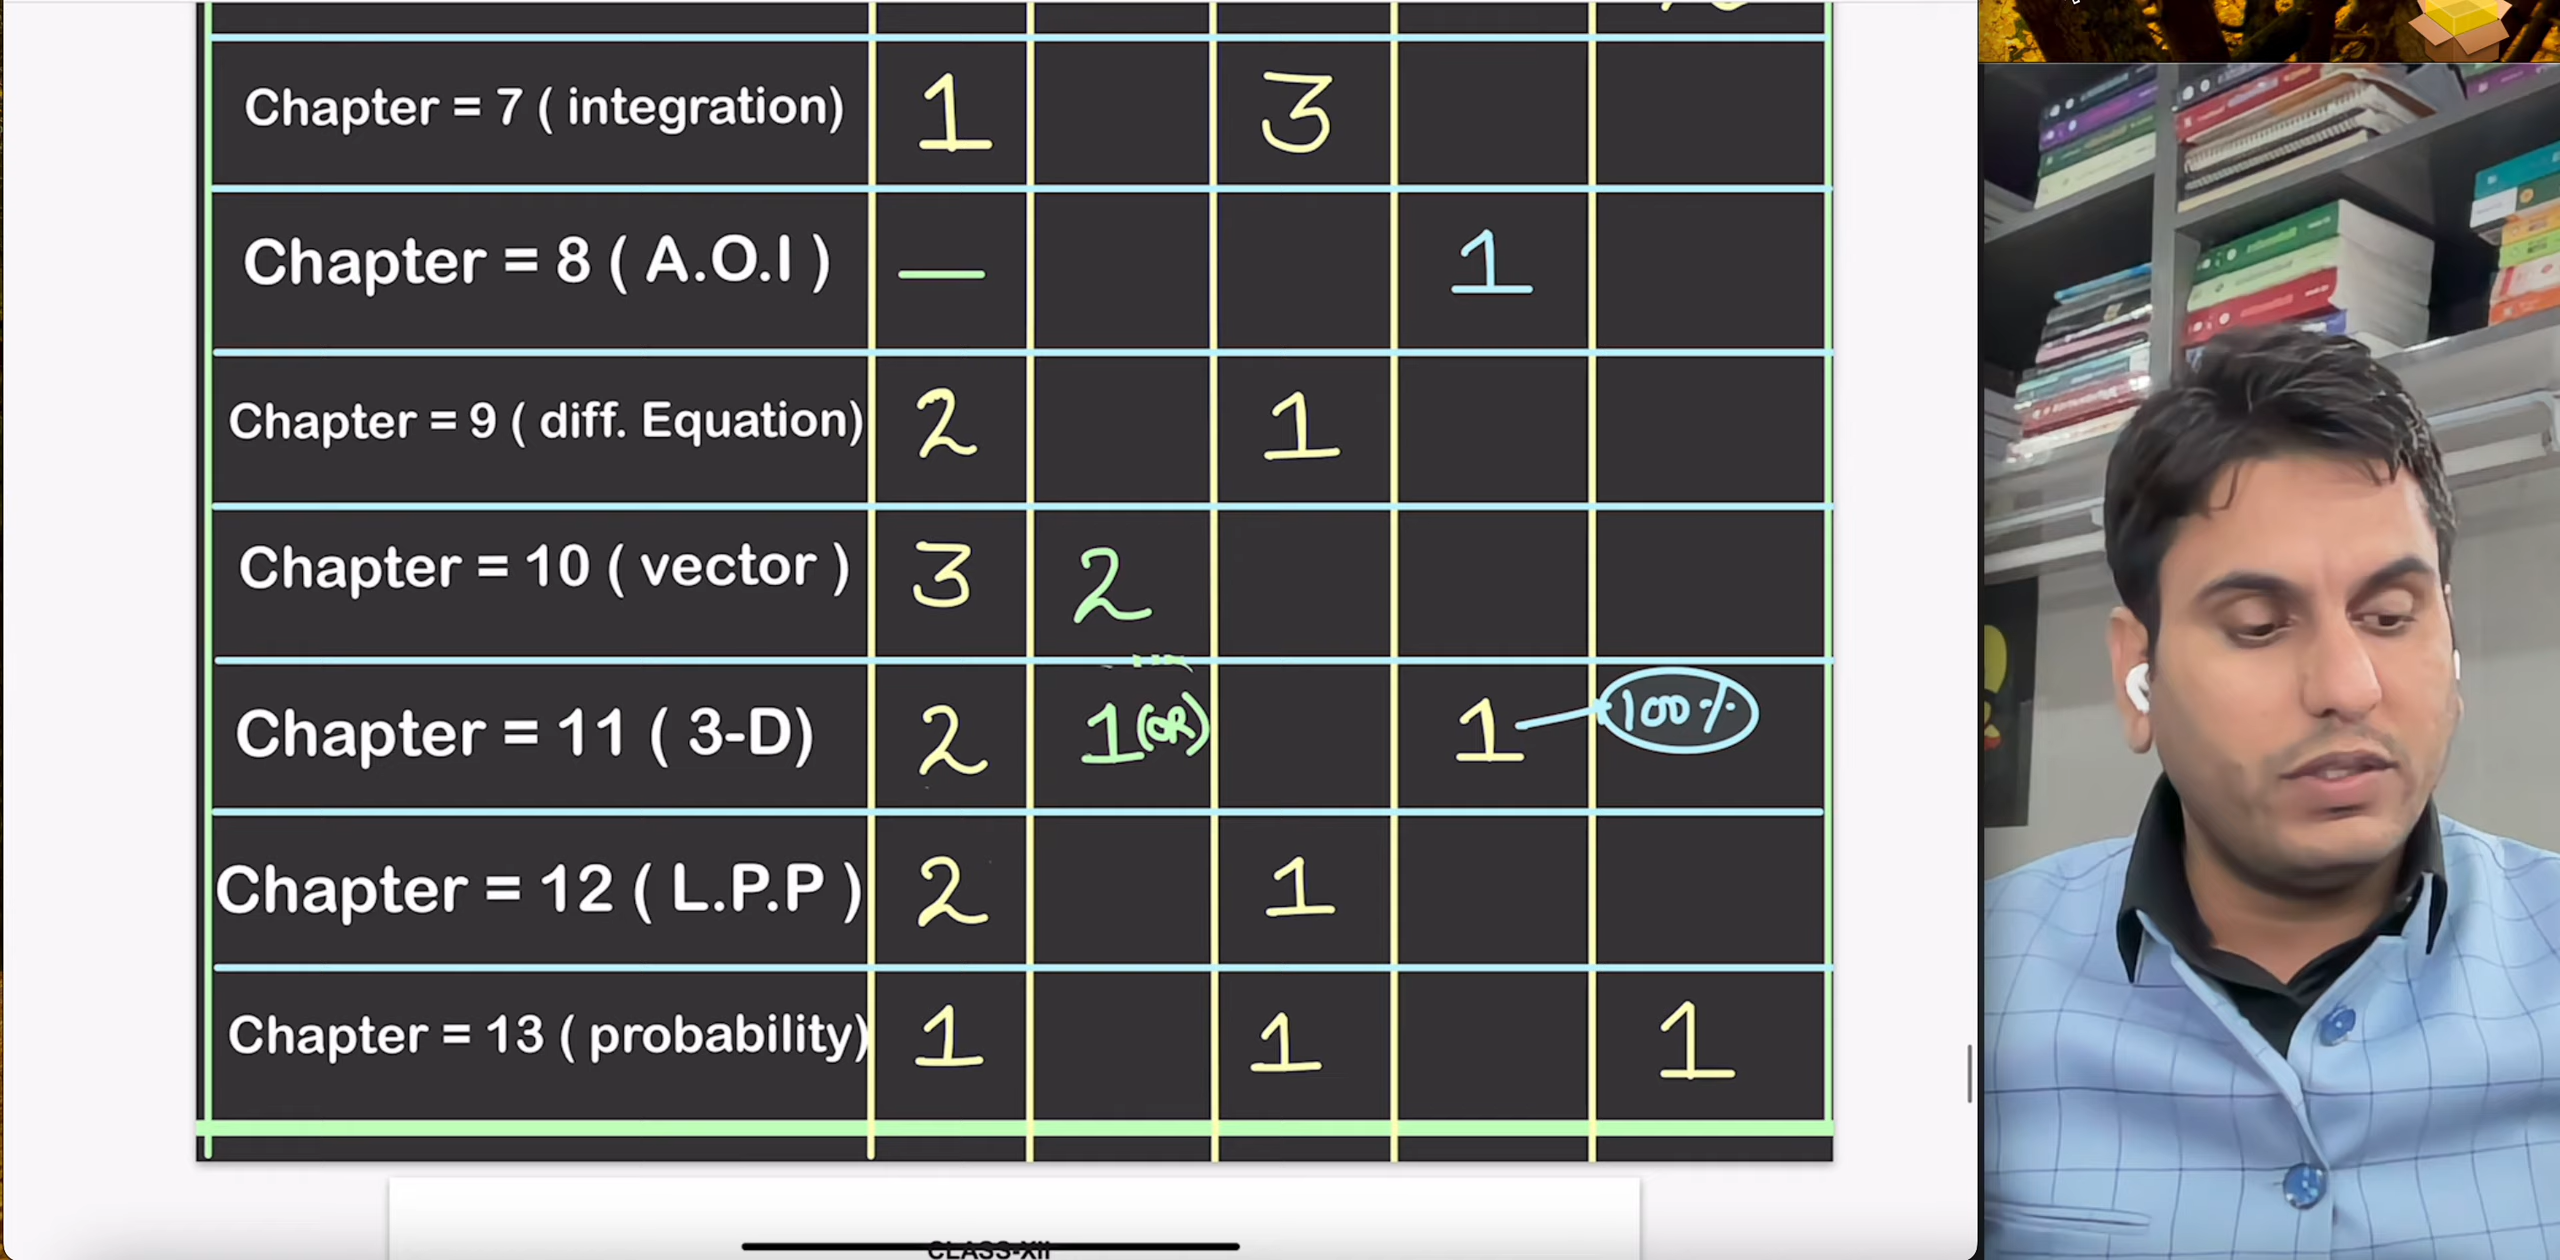 Chapter = 7 ( integration) 1 3
Chapter = 8 ( A.O.I ) — 1
Chapter = 9 ( diff. Equation) 2 1
Chapter = 10 ( vector ) 3 2
Chapter = 11 ( 3-D) 2 1(OR) 1 — 100%
Chapter = 12 ( L.P.P ) 2 1
Chapter = 13 ( probability) 1 1 1
CLASS-XII